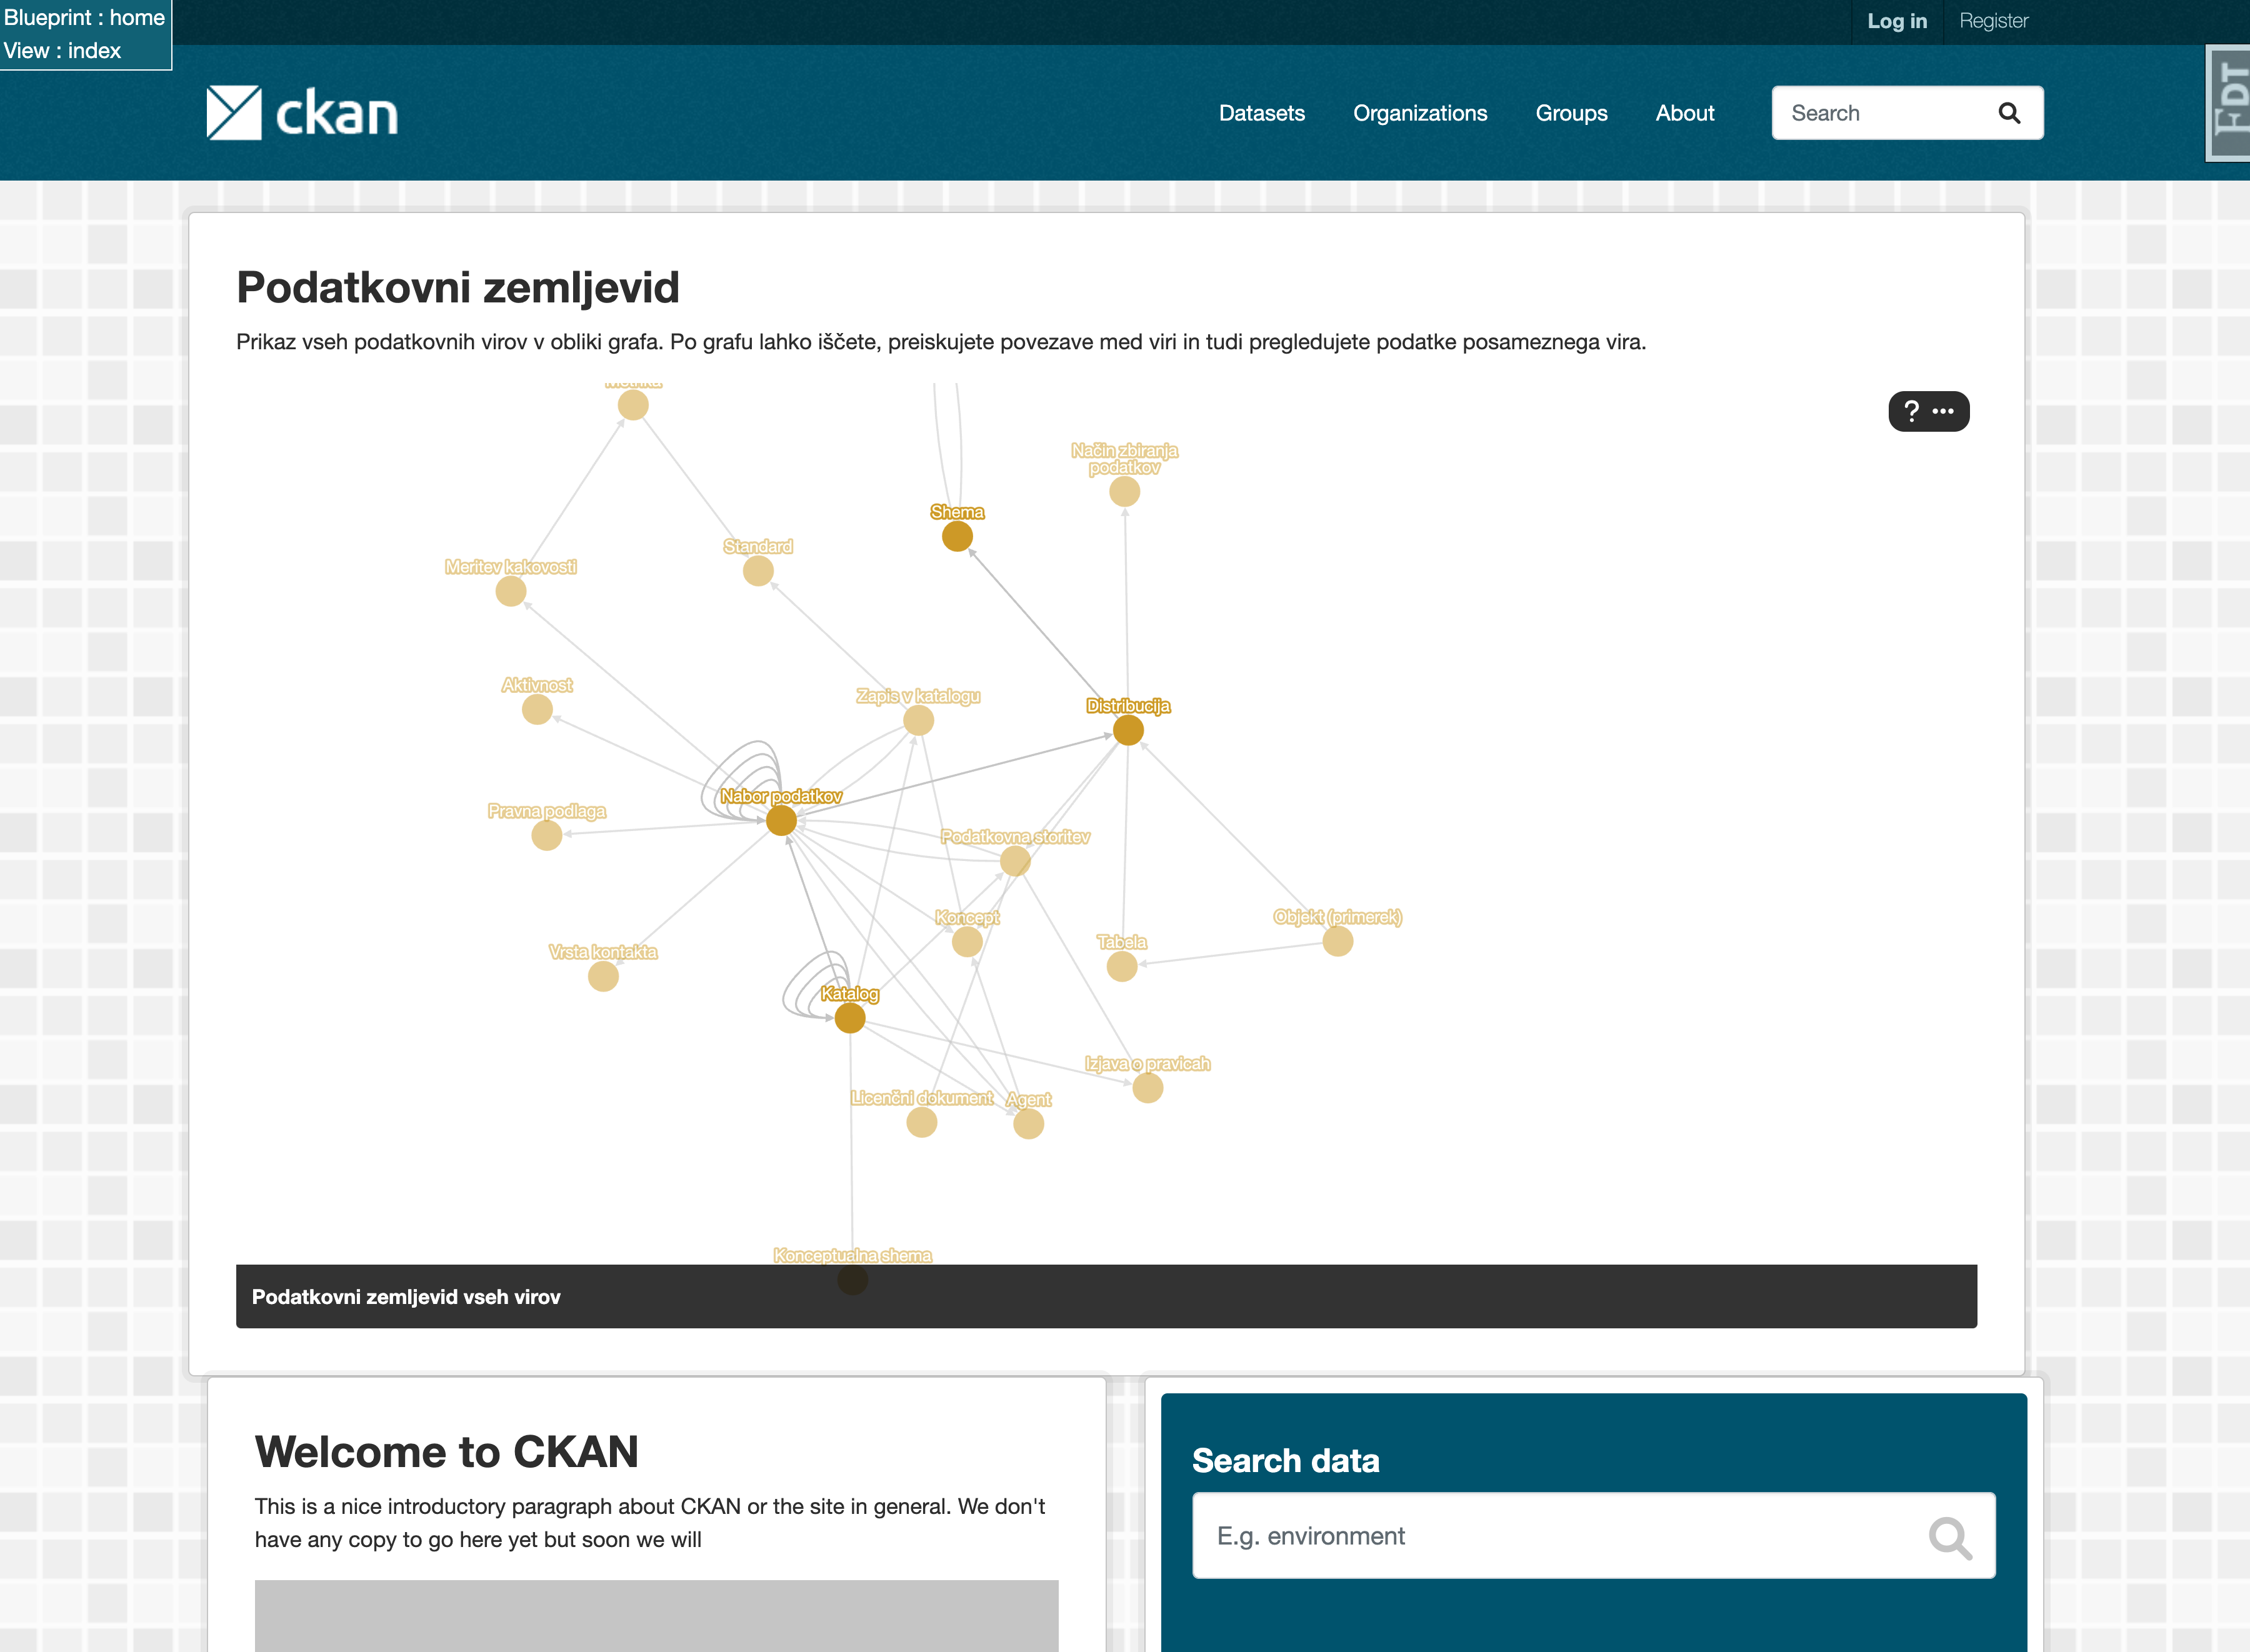 Blueprint : home
View : index
Log in
Register
FDT
ckan
Datasets
Organizations
Groups
About
Search
Podatkovni zemljevid
Prikaz vseh podatkovnih virov v obliki grafa. Po grafu lahko iščete, preiskujete povezave med viri in tudi pregledujete podatke posameznega vira.
? •••
Način zbiranja
podatkov
Shema
Standard
Meritev kakovosti
Aktivnost
Zapis v katalogu
Distribucija
Nabor podatkov
Pravna podlaga
Podatkovna storitev
Koncept
Objekt (primerek)
Tabela
Vrsta kontakta
Katalog
Izjava o pravicah
Licenčni dokument
Agent
Konceptualna shema
Podatkovni zemljevid vseh virov
Welcome to CKAN
This is a nice introductory paragraph about CKAN or the site in general. We don't
have any copy to go here yet but soon we will
Search data
E.g. environment